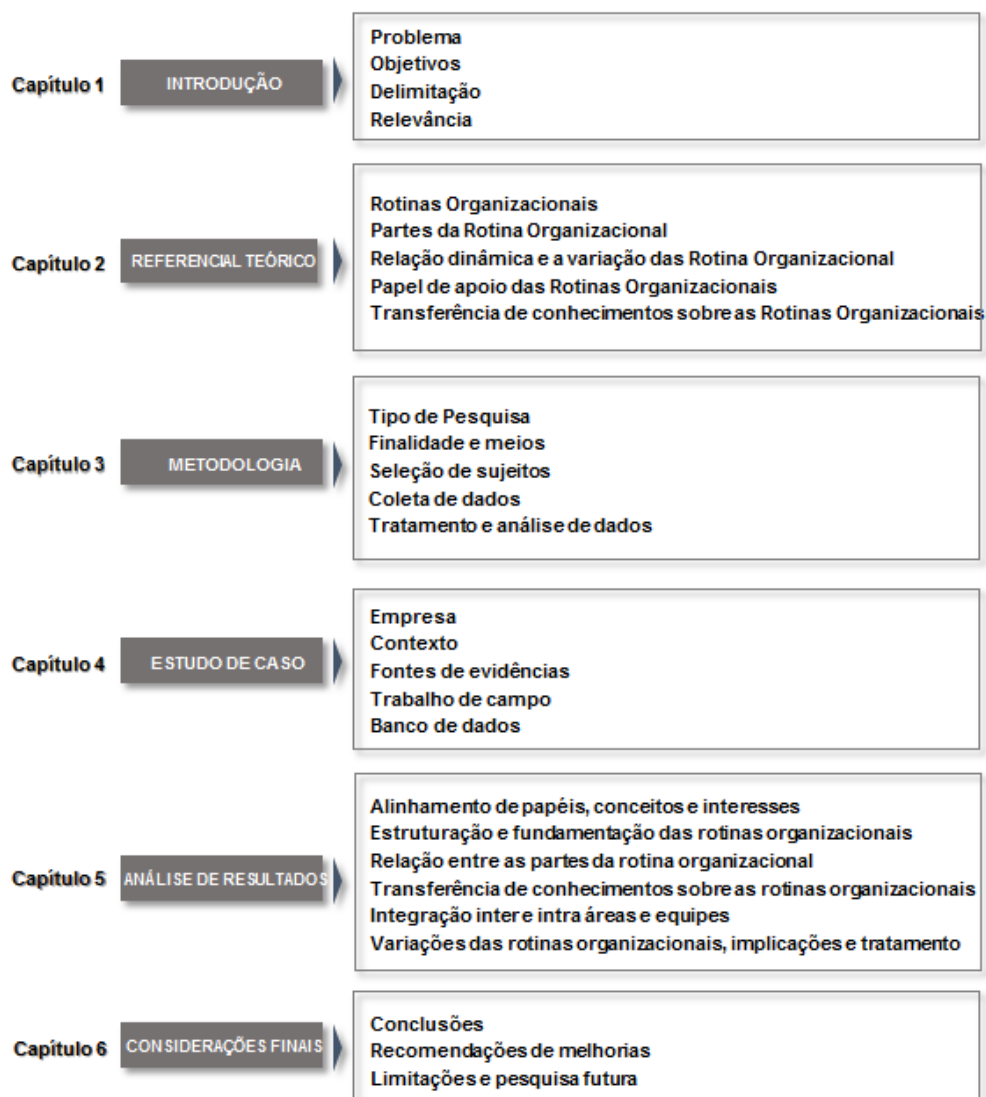 Capítulo 1
INTRODUÇÃO
Problema
Objetivos
Delimitação
Relevância
Capítulo 2
REFERENCIAL TEÓRICO
Rotinas Organizacionais
Partes da Rotina Organizacional
Relação dinâmica e a variação das Rotina Organizacional
Papel de apoio das Rotinas Organizacionais
Transferência de conhecimentos sobre as Rotinas Organizacionais
Capítulo 3
METODOLOGIA
Tipo de Pesquisa
Finalidade e meios
Seleção de sujeitos
Coleta de dados
Tratamento e análise de dados
Capítulo 4
ESTUDO DE CASO
Empresa
Contexto
Fontes de evidências
Trabalho de campo
Banco de dados
Capítulo 5
ANÁLISE DE RESULTADOS
Alinhamento de papéis, conceitos e interesses
Estruturação e fundamentação das rotinas organizacionais
Relação entre as partes da rotina organizacional
Transferência de conhecimentos sobre as rotinas organizacionais
Integração inter e intra áreas e equipes
Variações das rotinas organizacionais, implicações e tratamento
Capítulo 6
CONSIDERAÇÕES FINAIS
Conclusões
Recomendações de melhorias
Limitações e pesquisa futura